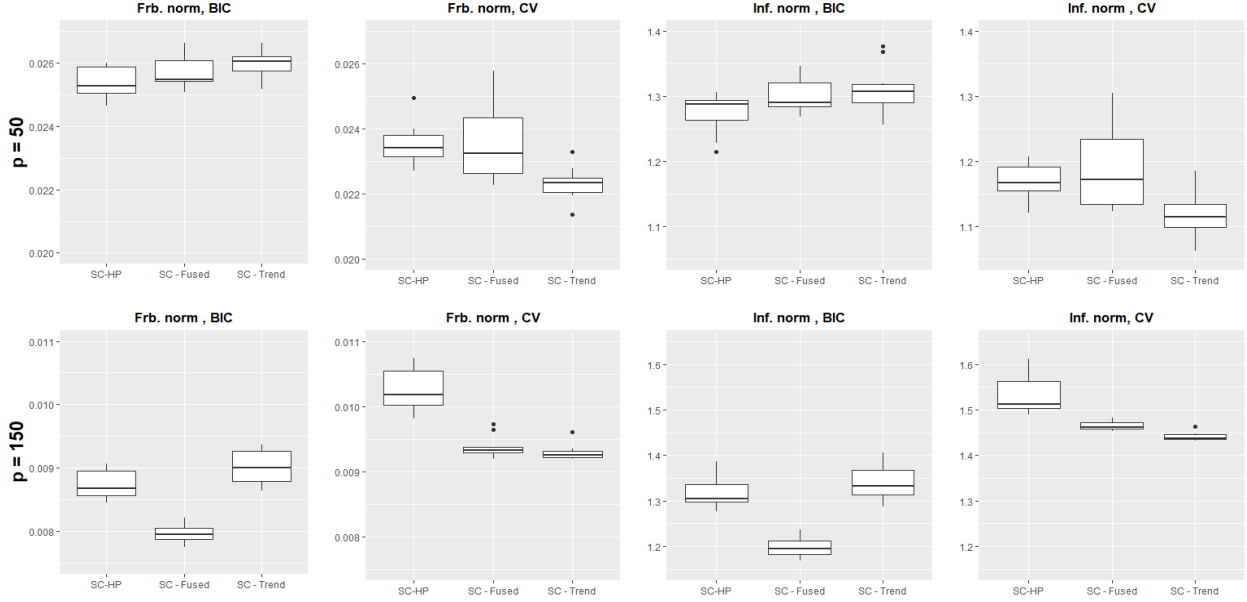 Frb. norm, BIC
Frb. norm, CV
Inf. norm , BIC
Inf. norm , CV
p = 50
0.026
0.024
0.022
0.020
SC-HP
SC - Fused
SC - Trend
0.026
0.024
0.022
0.020
SC-HP
SC - Fused
SC - Trend
1.4
1.3
1.2
1.1
SC-HP
SC - Fused
SC - Trend
1.4
1.3
1.2
1.1
SC-HP
SC - Fused
SC - Trend
Frb. norm , BIC
Frb. norm , CV
Inf. norm , BIC
Inf. norm, CV
p = 150
0.011
0.010
0.009
0.008
SC-HP
SC - Fused
SC - Trend
0.011
0.010
0.009
0.008
SC-HP
SC - Fused
SC - Trend
1.6
1.5
1.4
1.3
1.2
SC-HP
SC - Fused
SC - Trend
1.6
1.5
1.4
1.3
1.2
SC-HP
SC - Fused
SC - Trend